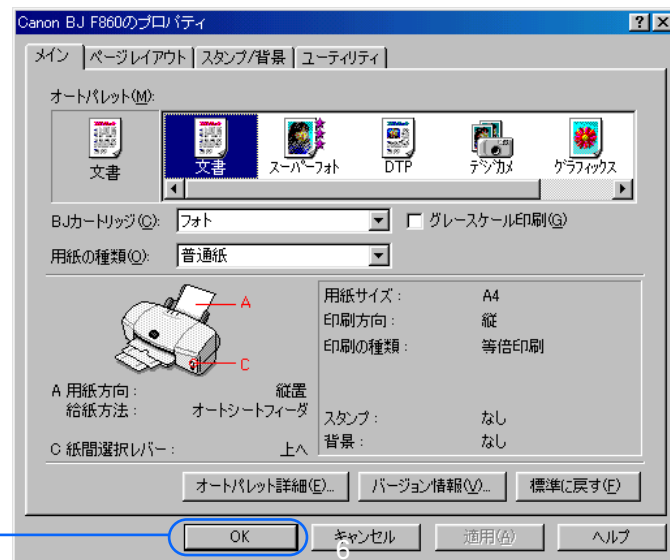 Canon BJ F860のプロパティ
メイン ページレイアウト スタンプ/背景 ユーティリティ
オートパレット(M):
文書 文書 スーパーフォト DTP デジカメ グラフィックス
BJカートリッジ(C): フォト グレースケール印刷(G)
用紙の種類(O): 普通紙
A
C
A 用紙方向: 縦置
給紙方法: オートシートフィーダ
C 紙間選択レバー: 上へ
用紙サイズ: A4
印刷方向: 縦
印刷の種類: 等倍印刷
スタンプ: なし
背景: なし
オートパレット詳細(E)... バージョン情報(V)... 標準に戻す(F)
OK キャンセル 適用(A) ヘルプ
6